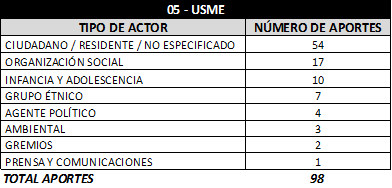 05 - USME
TIPO DE ACTOR NÚMERO DE APORTES
CIUDADANO / RESIDENTE / NO ESPECIFICADO 54
ORGANIZACIÓN SOCIAL 17
INFANCIA Y ADOLESCENCIA 10
GRUPO ÉTNICO 7
AGENTE POLÍTICO 4
AMBIENTAL 3
GREMIOS 2
PRENSA Y COMUNICACIONES 1
TOTAL APORTES 98